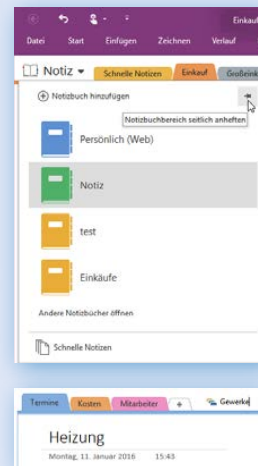 Einkauf
Datei Start Einfügen Zeichnen Verlauf
Notiz Schnelle Notizen Einkauf Großeink
Notizbuch hinzufügen
Notizbuchbereich seitlich anheften
Persönlich (Web)
Notiz
test
Einkäufe
Andere Notizbücher öffnen
Schnelle Notizen
Termine Kosten Mitarbeiter + Gewerke
Heizung
Montag, 11. Januar 2016 15:43